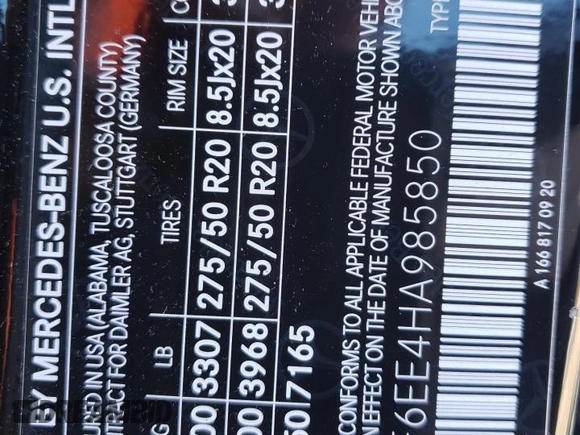 BY MERCEDES-BENZ U.S. INTL
IN USA (ALABAMA, TUSCALOOSA COUNTY)
FOR DAIMLER AG, STUTTGART (GERMANY)
LB TIRES RIM SIZE
00 3307 275/50 R20 8.5Jx20
00 3968 275/50 R20 8.5Jx20
7165
CONFORMS TO ALL APPLICABLE FEDERAL MOTOR
EFFECT ON THE DATE OF MANUFACTURE SHOWN
6EE4HA985850
A 166 817 09 20